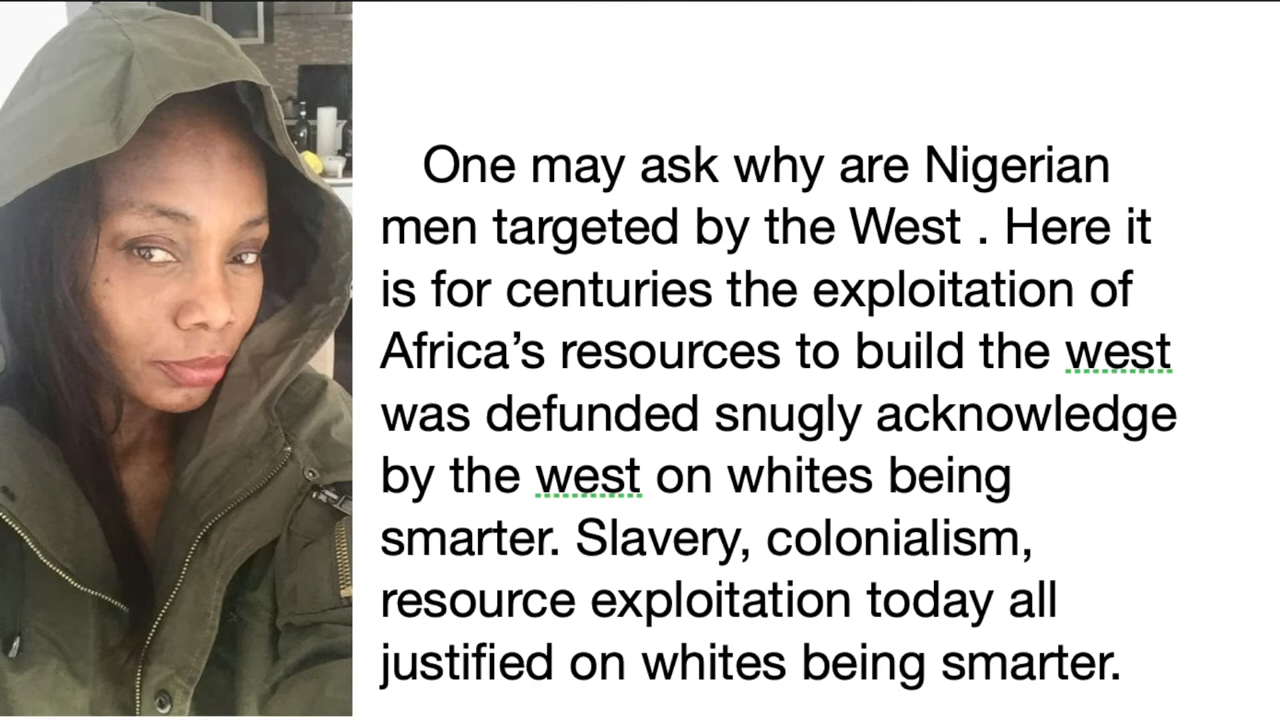 One may ask why are Nigerian
men targeted by the West . Here it
is for centuries the exploitation of
Africa’s resources to build the west
was defunded snugly acknowledge
by the west on whites being
smarter. Slavery, colonialism,
resource exploitation today all
justified on whites being smarter.